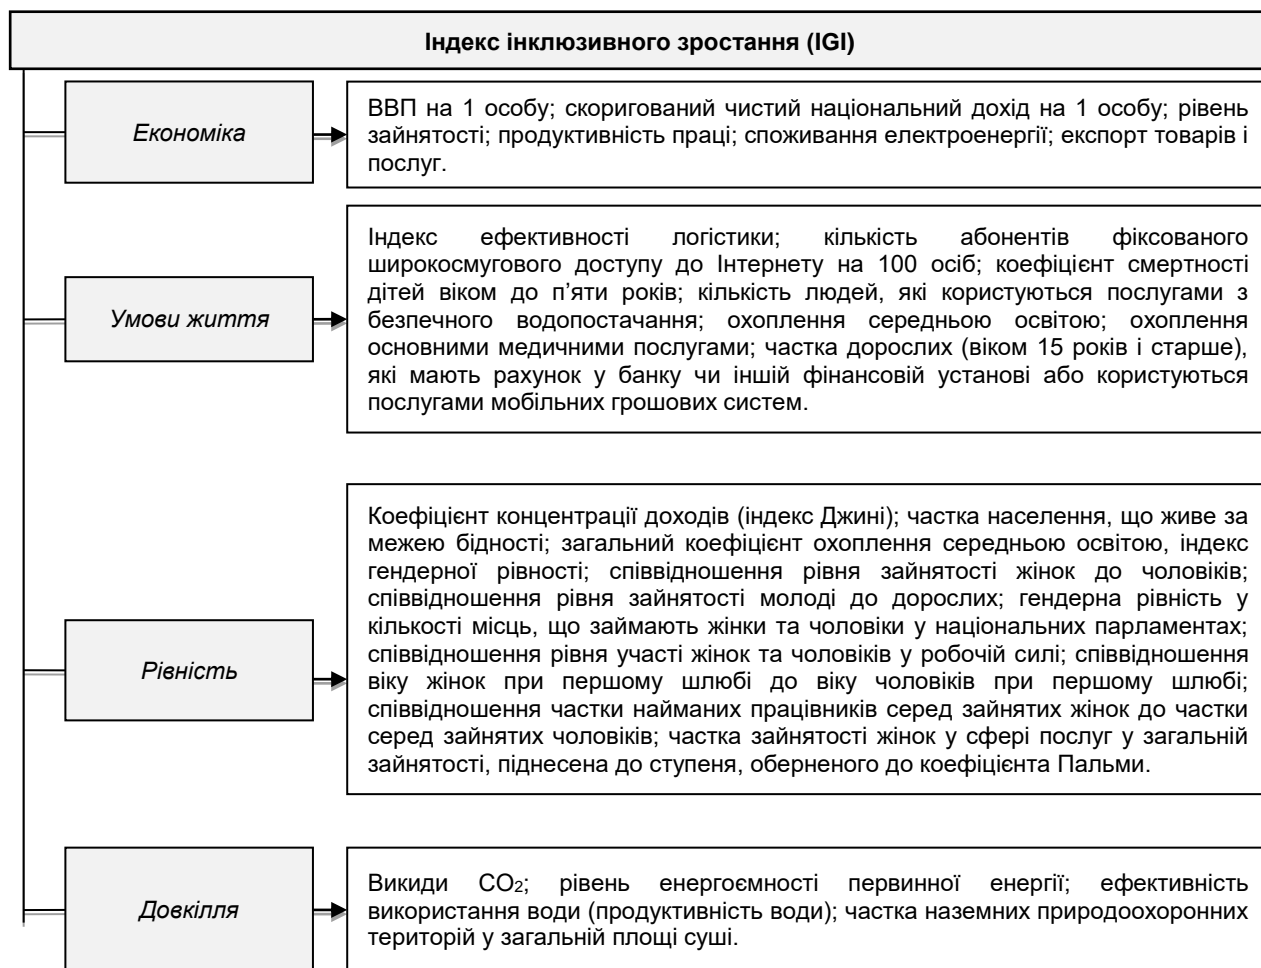 Індекс інклюзивного зростання (IGI)
Економіка
ВВП на 1 особу; скоригований чистий національний дохід на 1 особу; рівень
зайнятості; продуктивність праці; споживання електроенергії; експорт товарів і
послуг.
Умови життя
Індекс ефективності логістики; кількість абонентів фіксованого
широкосмугового доступу до Інтернету на 100 осіб; коефіцієнт смертності
дітей віком до п’яти років; кількість людей, які користуються послугами з
безпечного водопостачання; охоплення середньою освітою; охоплення
основними медичними послугами; частка дорослих (віком 15 років і старше),
які мають рахунок у банку чи іншій фінансовій установі або користуються
послугами мобільних грошових систем.
Рівність
Коефіцієнт концентрації доходів (індекс Джині); частка населення, що живе за
межею бідності; загальний коефіцієнт охоплення середньою освітою, індекс
гендерної рівності; співвідношення рівня зайнятості жінок до чоловіків;
співвідношення рівня зайнятості молоді до дорослих; гендерна рівність у
кількості місць, що займають жінки та чоловіки у національних парламентах;
співвідношення рівня участі жінок та чоловіків у робочій силі; співвідношення
віку жінок при першому шлюбі до віку чоловіків при першому шлюбі;
співвідношення частки найманих працівників серед зайнятих жінок до частки
серед зайнятих чоловіків; частка зайнятості жінок у сфері послуг у загальній
зайнятості, піднесена до ступеня, оберненого до коефіцієнта Пальми.
Довкілля
Викиди CO₂; рівень енергоємності первинної енергії; ефективність
використання води (продуктивність води); частка наземних природоохоронних
територій у загальній площі суші.